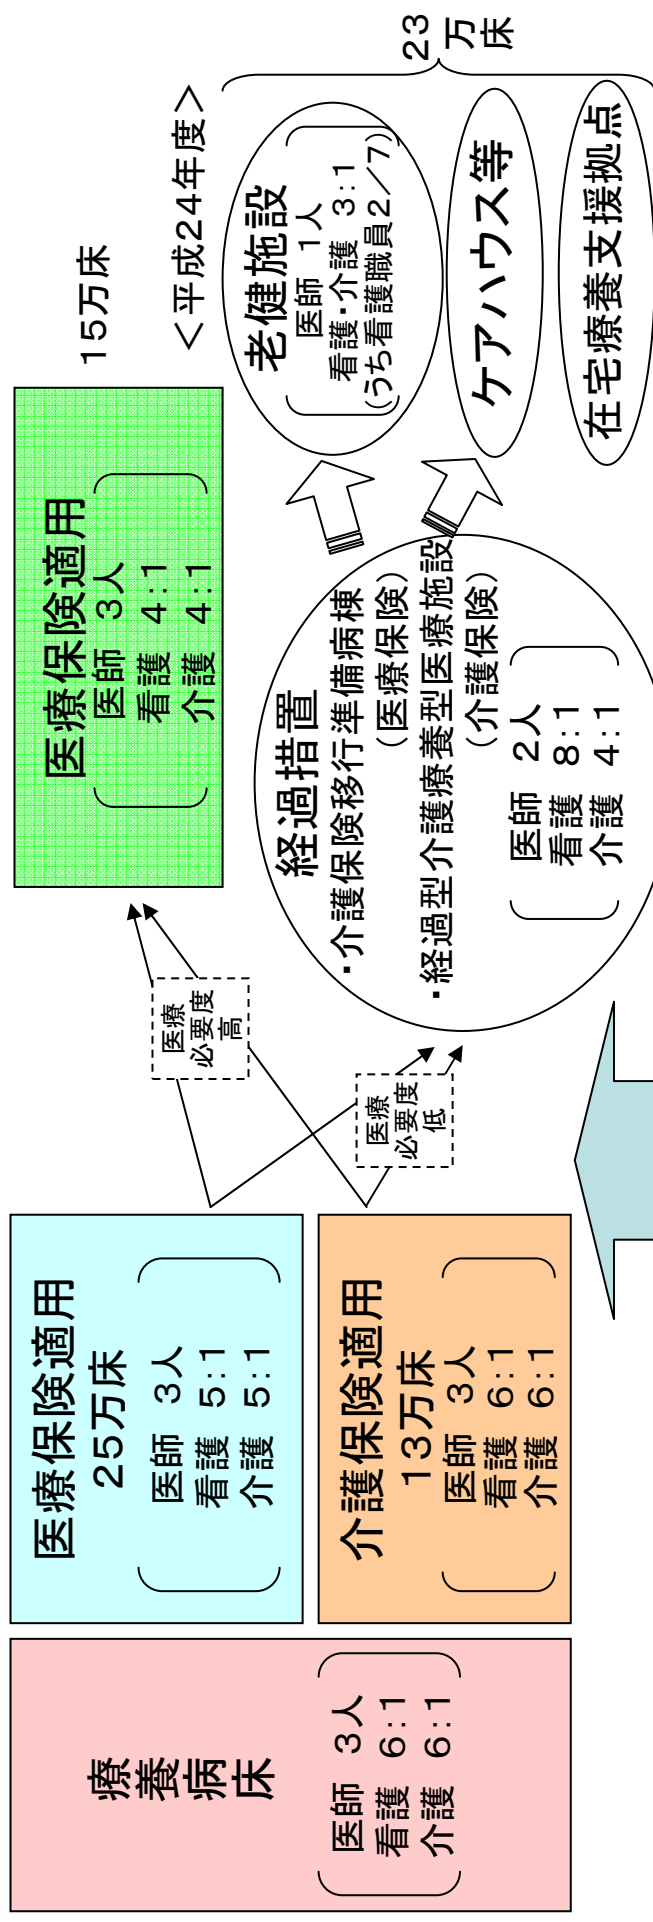 療養病床
医師 3人
看護 6:1
介護 6:1
医療保険適用
25万床
医師 3人
看護 5:1
介護 5:1
介護保険適用
13万床
医師 3人
看護 6:1
介護 6:1
医療
必要度
高
医療
必要度
低
医療保険適用
医師 3人
看護 4:1
介護 4:1
15万床
経過措置
・介護保険移行準備病棟
(医療保険)
・経過型介護療養型医療施設
(介護保険)
医師 2人
看護 8:1
介護 4:1
<平成24年度>
老健施設
医師 1人
看護・介護 3:1
(うち看護職員2/7)
ケアハウス等
在宅療養支援拠点
23
万
床